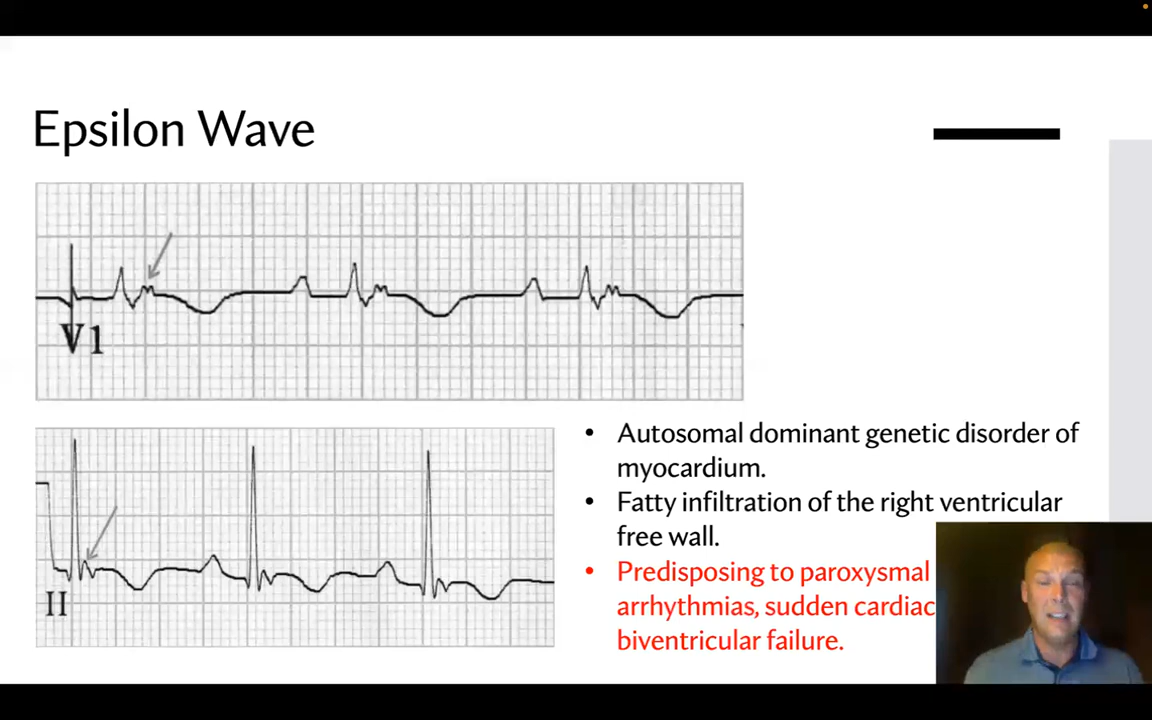 Epsilon Wave
V1
II
• Autosomal dominant genetic disorder of
myocardium.
• Fatty infiltration of the right ventricular
free wall.
• Predisposing to paroxysmal
arrhythmias, sudden cardiac
biventricular failure.